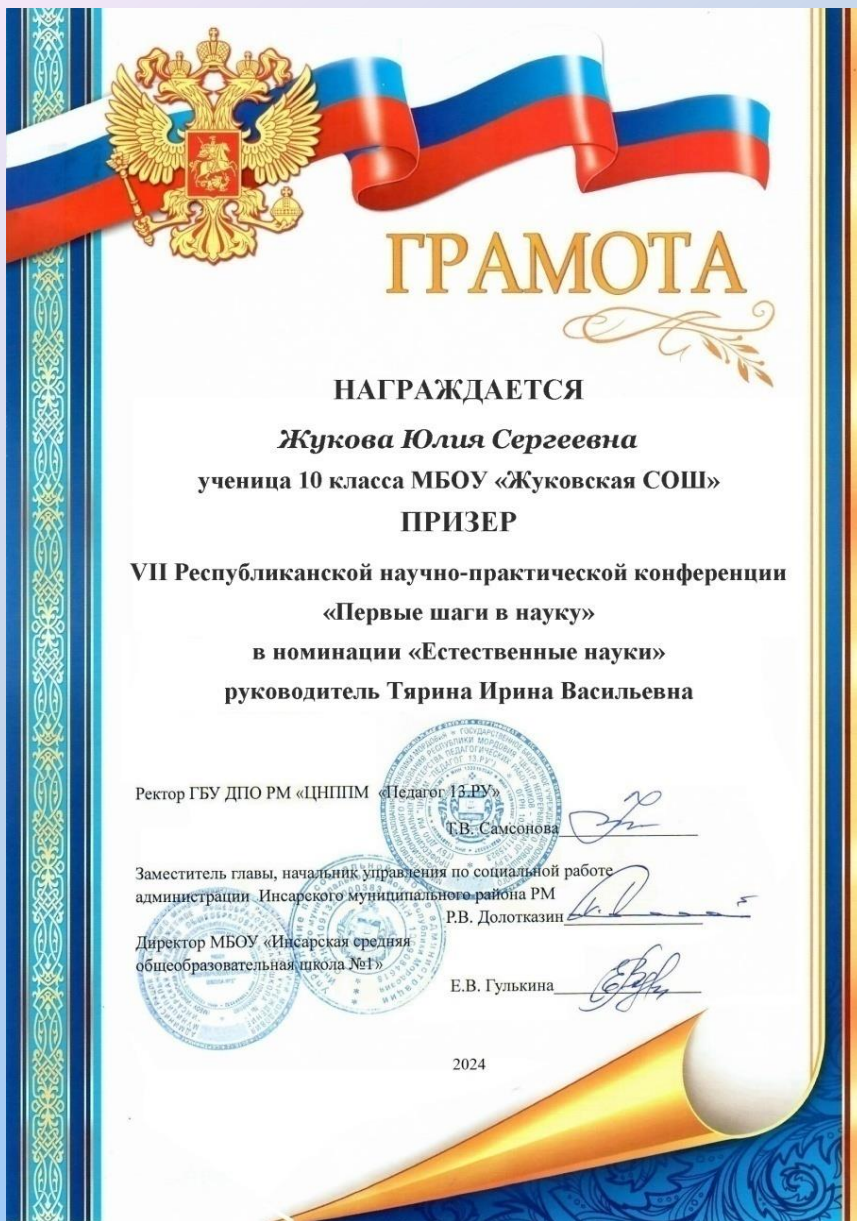 ГРАМОТА
НАГРАЖДАЕТСЯ
Жукова Юлия Сергеевна
ученица 10 класса МБОУ «Жуковская СОШ»
ПРИЗЕР
VII Республиканской научно-практической конференции
«Первые шаги в науку»
в номинации «Естественные науки»
руководитель Тярина Ирина Васильевна
Ректор ГБУ ДПО РМ «ЦНППМ «Педагог 13.РУ»
Т.В. Самсонова
Заместитель главы, начальник управления по социальной работе
администрации Инсарского муниципального района РМ
Р.В. Долотказин
Директор МБОУ «Инсарская средняя
общеобразовательная школа №1»
Е.В. Гулькина
2024